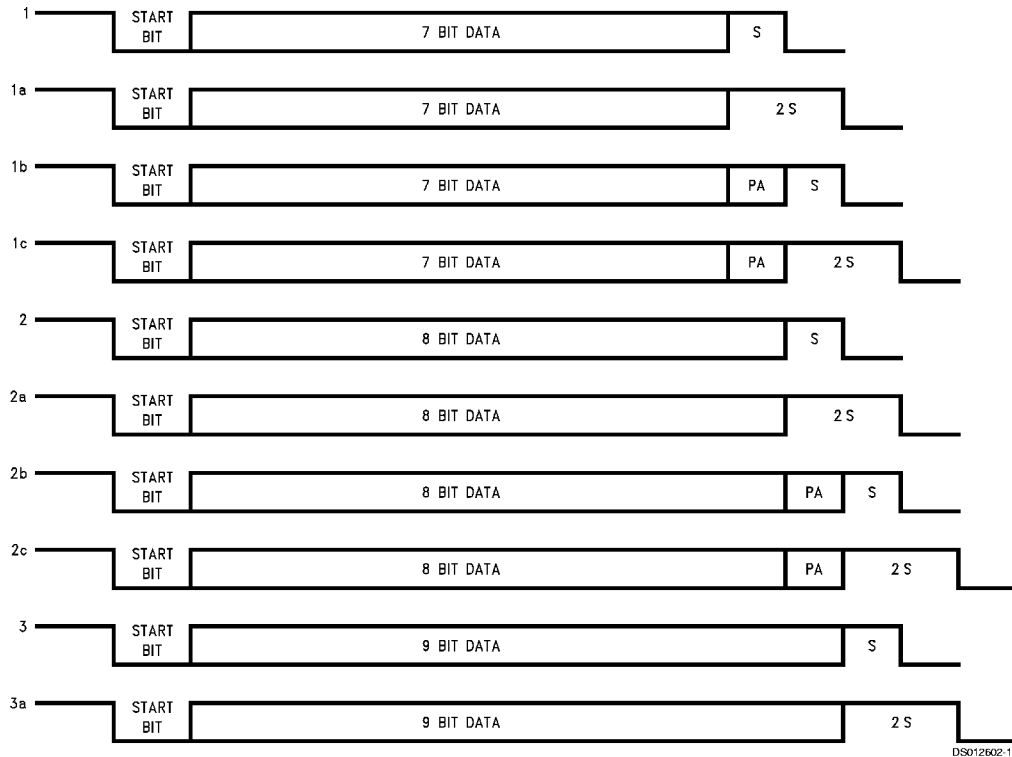 1 START BIT 7 BIT DATA S
1a START BIT 7 BIT DATA 2 S
1b START BIT 7 BIT DATA PA S
1c START BIT 7 BIT DATA PA 2 S
2 START BIT 8 BIT DATA S
2a START BIT 8 BIT DATA 2 S
2b START BIT 8 BIT DATA PA S
2c START BIT 8 BIT DATA PA 2 S
3 START BIT 9 BIT DATA S
3a START BIT 9 BIT DATA 2 S
DS012602-1